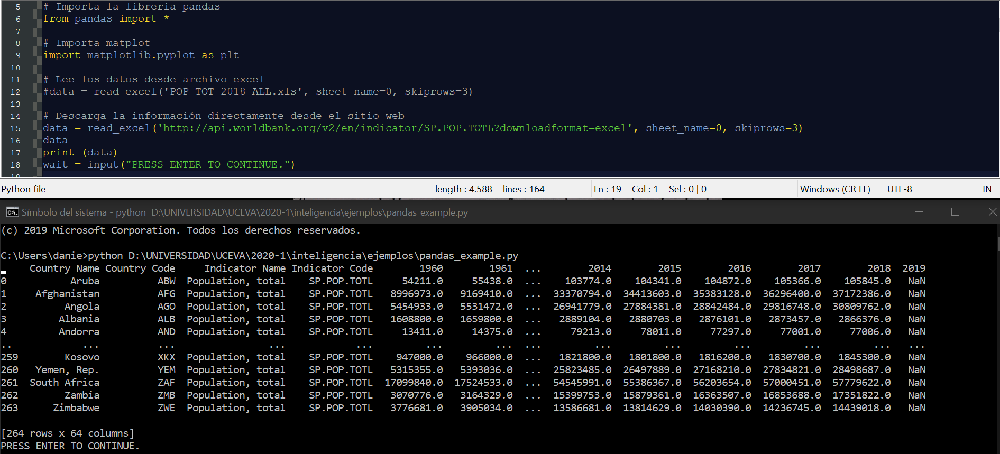 5 # Importa la libreria pandas
6 from pandas import *
7
8 # Importa matplot
9 import matplotlib.pyplot as plt
10
11 # Lee los datos desde archivo excel
12 #data = read_excel('POP_TOT_2018_ALL.xls', sheet_name=0, skiprows=3)
13
14 # Descarga la información directamente desde el sitio web
15 data = read_excel('http://api.worldbank.org/v2/en/indicator/SP.POP.TOTL?downloadformat=excel', sheet_name=0, skiprows=3)
16 data
17 print (data)
18 wait = input("PRESS ENTER TO CONTINUE.")
19
Python file length : 4.588 lines : 164 Ln : 19 Col : 1 Sel : 0 | 0 Windows (CR LF) UTF-8 IN
C:\. Símbolo del sistema - python D:\UNIVERSIDAD\UCEVA\2020-1\inteligencia\ejemplos\pandas_example.py
(c) 2019 Microsoft Corporation. Todos los derechos reservados.
C:\Users\danie>python D:\UNIVERSIDAD\UCEVA\2020-1\inteligencia\ejemplos\pandas_example.py
Country Name Country Code Indicator Name Indicator Code 1960 1961 ... 2014 2015 2016 2017 2018 2019
0 Aruba ABW Population, total SP.POP.TOTL 54211.0 55438.0 ... 103774.0 104341.0 104872.0 105366.0 105845.0 NaN
1 Afghanistan AFG Population, total SP.POP.TOTL 8996973.0 9169410.0 ... 33370794.0 34413603.0 35383128.0 36296400.0 37172386.0 NaN
2 Angola AGO Population, total SP.POP.TOTL 5454933.0 5531472.0 ... 26941779.0 27884381.0 28842484.0 29816748.0 30809762.0 NaN
3 Albania ALB Population, total SP.POP.TOTL 1608800.0 1659800.0 ... 2889104.0 2880703.0 2876101.0 2873457.0 2866376.0 NaN
4 Andorra AND Population, total SP.POP.TOTL 13411.0 14375.0 ... 79213.0 78011.0 77297.0 77001.0 77006.0 NaN
.. ... ... ... ... ... ... ... ... ... ... ... ... ...
259 Kosovo XKX Population, total SP.POP.TOTL 947000.0 966000.0 ... 1821800.0 1801800.0 1816200.0 1830700.0 1845300.0 NaN
260 Yemen, Rep. YEM Population, total SP.POP.TOTL 5315355.0 5393036.0 ... 25823485.0 26497889.0 27168210.0 27834821.0 28498687.0 NaN
261 South Africa ZAF Population, total SP.POP.TOTL 17099840.0 17524533.0 ... 54545991.0 55386367.0 56203654.0 57000451.0 57779622.0 NaN
262 Zambia ZMB Population, total SP.POP.TOTL 3070776.0 3164329.0 ... 15399753.0 15879361.0 16363507.0 16853688.0 17351822.0 NaN
263 Zimbabwe ZWE Population, total SP.POP.TOTL 3776681.0 3905034.0 ... 13586681.0 13814629.0 14030390.0 14236745.0 14439018.0 NaN
[264 rows x 64 columns]
PRESS ENTER TO CONTINUE.